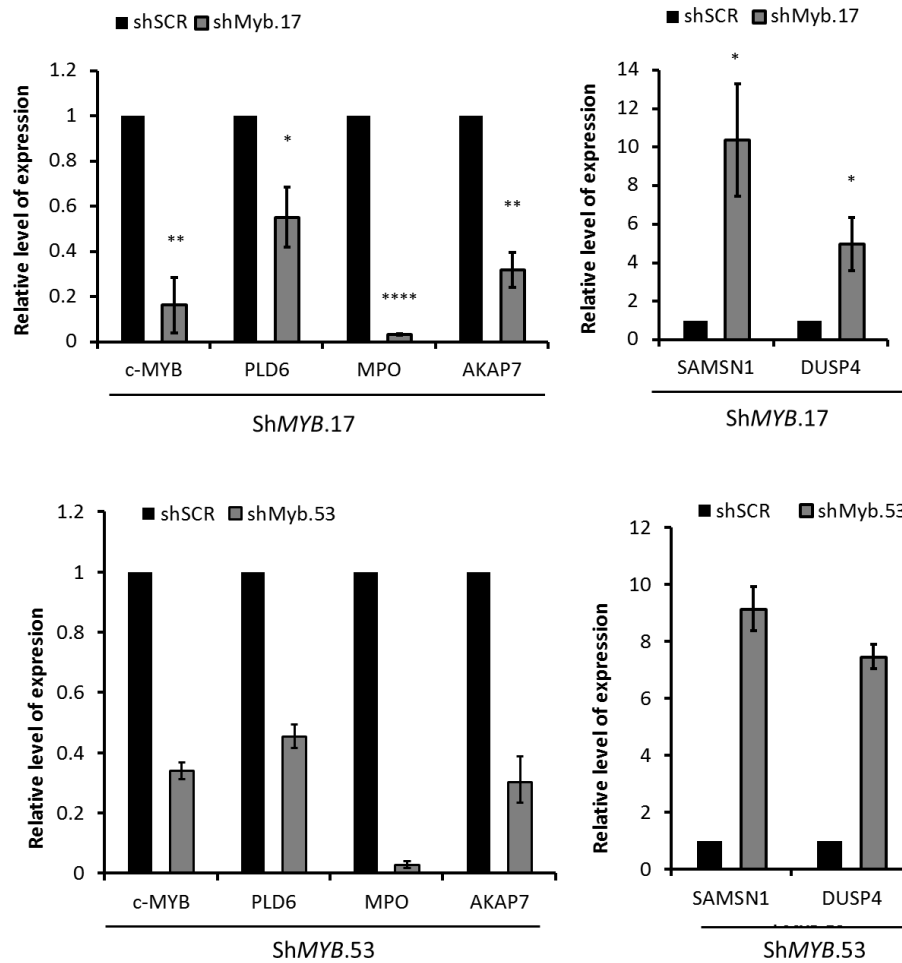 shSCR shMyb.17
Relative level of expression
1.2
1
0.8
0.6
0.4
0.2
0
**
*
****
**
c-MYB PLD6 MPO AKAP7
ShMYB.17
shSCR shMyb.17
Relative level of expression
14
12
10
8
6
4
2
0
*
*
SAMSN1 DUSP4
ShMYB.17
shSCR shMyb.53
Relative level of expression
1.2
1
0.8
0.6
0.4
0.2
0
c-MYB PLD6 MPO AKAP7
ShMYB.53
shSCR shMyb.53
Relative level of expression
12
10
8
6
4
2
0
SAMSN1 DUSP4
ShMYB.53